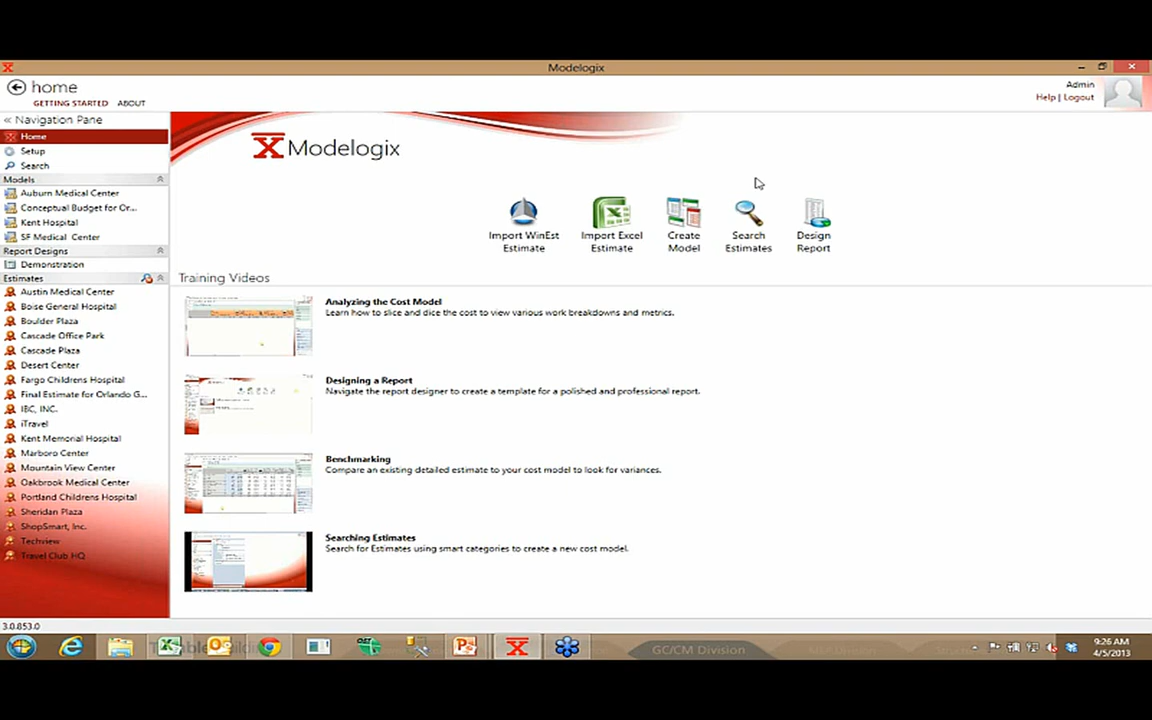 Modelogix
home
Admin
Help | Logout
GETTING STARTED ABOUT
« Navigation Pane
Home
Setup
Search
Models
Auburn Medical Center
Conceptual Budget for Or...
Kent Hospital
SF Medical Center
Report Designs
Demonstration
Estimates
Austin Medical Center
Boise General Hospital
Boulder Plaza
Cascade Office Park
Cascade Plaza
Desert Center
Fargo Childrens Hospital
Final Estimate for Orlando G...
IBC, INC.
iTravel
Kent Memorial Hospital
Marboro Center
Mountain View Center
Oakbrook Medical Center
Portland Childrens Hospital
Sheridan Plaza
ShopSmart, Inc.
Techview
Travel Club HQ
Modelogix
Import WinEst
Estimate
Import Excel
Estimate
Create
Model
Search
Estimates
Design
Report
Training Videos
Analyzing the Cost Model
Learn how to slice and dice the cost to view various work breakdowns and metrics.
Designing a Report
Navigate the report designer to create a template for a polished and professional report.
Benchmarking
Compare an existing detailed estimate to your cost model to look for variances.
Searching Estimates
Search for Estimates using smart categories to create a new cost model.
3.0.853.0
GC/CM Division
9:26 AM
4/5/2013